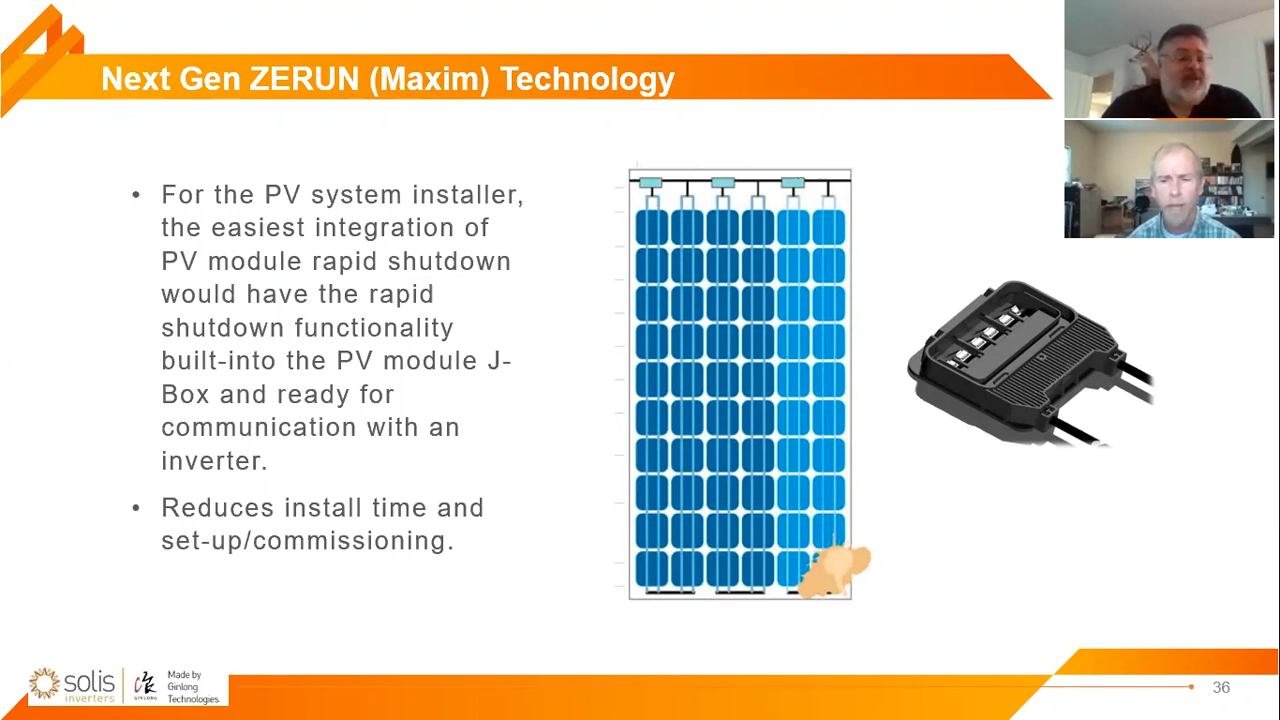 Next Gen ZERUN (Maxim) Technology
• For the PV system installer,
the easiest integration of
PV module rapid shutdown
would have the rapid
shutdown functionality
built-into the PV module J-
Box and ready for
communication with an
inverter.
• Reduces install time and
set-up/commissioning.
solis
inverters
GINLONG
Made by
Ginlong
Technologies
36